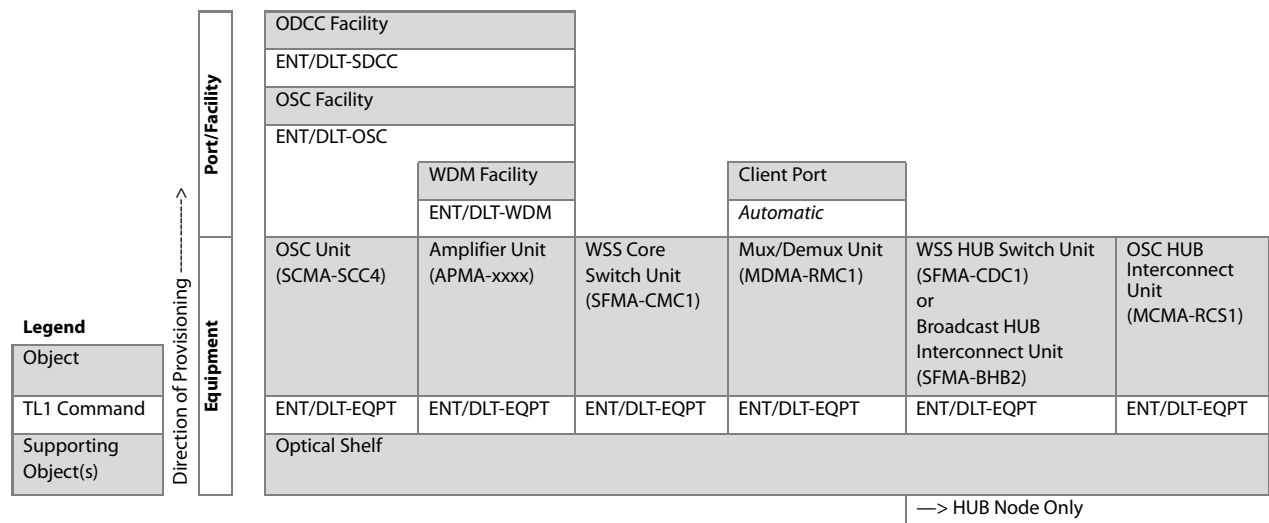 ODCC Facility
ENT/DLT-SDCC
OSC Facility
ENT/DLT-OSC
WDM Facility
ENT/DLT-WDM
Client Port
Automatic
Port/Facility
Direction of Provisioning ------------->
Equipment
OSC Unit
(SCMA-SCC4)
Amplifier Unit
(APMA-xxxx)
WSS Core
Switch Unit
(SFMA-CMC1)
Mux/Demux Unit
(MDMA-RMC1)
WSS HUB Switch Unit
(SFMA-CDC1)
or
Broadcast HUB
Interconnect Unit
(SFMA-BHB2)
OSC HUB
Interconnect
Unit
(MCMA-RCS1)
ENT/DLT-EQPT
ENT/DLT-EQPT
ENT/DLT-EQPT
ENT/DLT-EQPT
ENT/DLT-EQPT
ENT/DLT-EQPT
Optical Shelf
—> HUB Node Only
Legend
Object
TL1 Command
Supporting
Object(s)